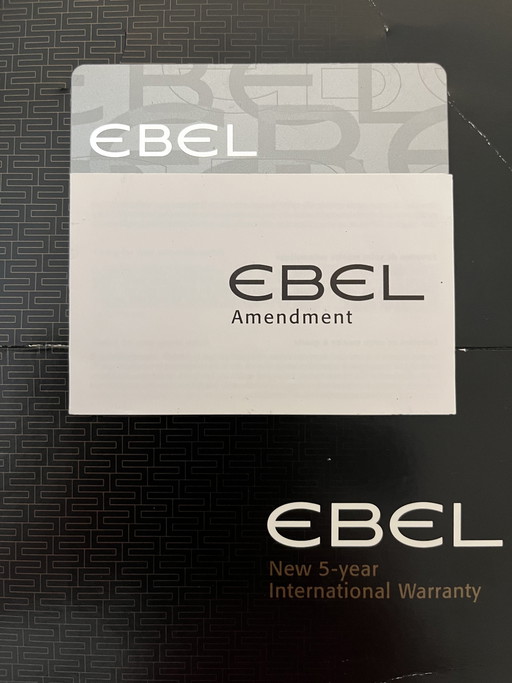 EBEL
EBEL
Amendment
EBEL
New 5-year
International Warranty